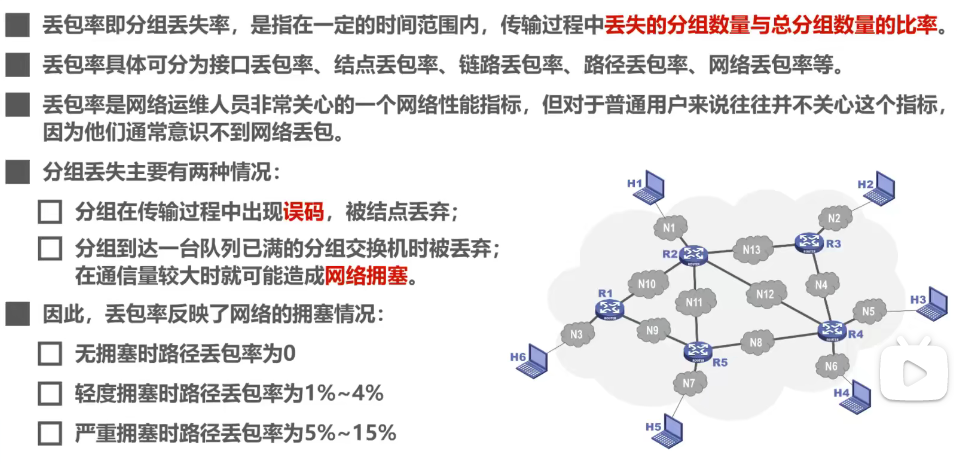 丢包率即分组丢失率，是指在一定的时间范围内，传输过程中丢失的分组数量与总分组数量的比率。
丢包率具体可分为接口丢包率、结点丢包率、链路丢包率、路径丢包率、网络丢包率等。
丢包率是网络运维人员非常关心的一个网络性能指标，但对于普通用户来说往往并不关心这个指标，
因为他们通常意识不到网络丢包。
分组丢失主要有两种情况：
分组在传输过程中出现误码，被结点丢弃；
分组到达一台队列已满的分组交换机时被丢弃；
在通信量较大时就可能造成网络拥塞。
因此，丢包率反映了网络的拥塞情况：
无拥塞时路径丢包率为0
轻度拥塞时路径丢包率为1%~4%
严重拥塞时路径丢包率为5%~15%
H1
H2
N1
N2
R2
N13
R3
N10
N12
N4
R1
N11
H3
N5
N3
N9
R4
N8
H6
R5
N6
N7
H4
H5